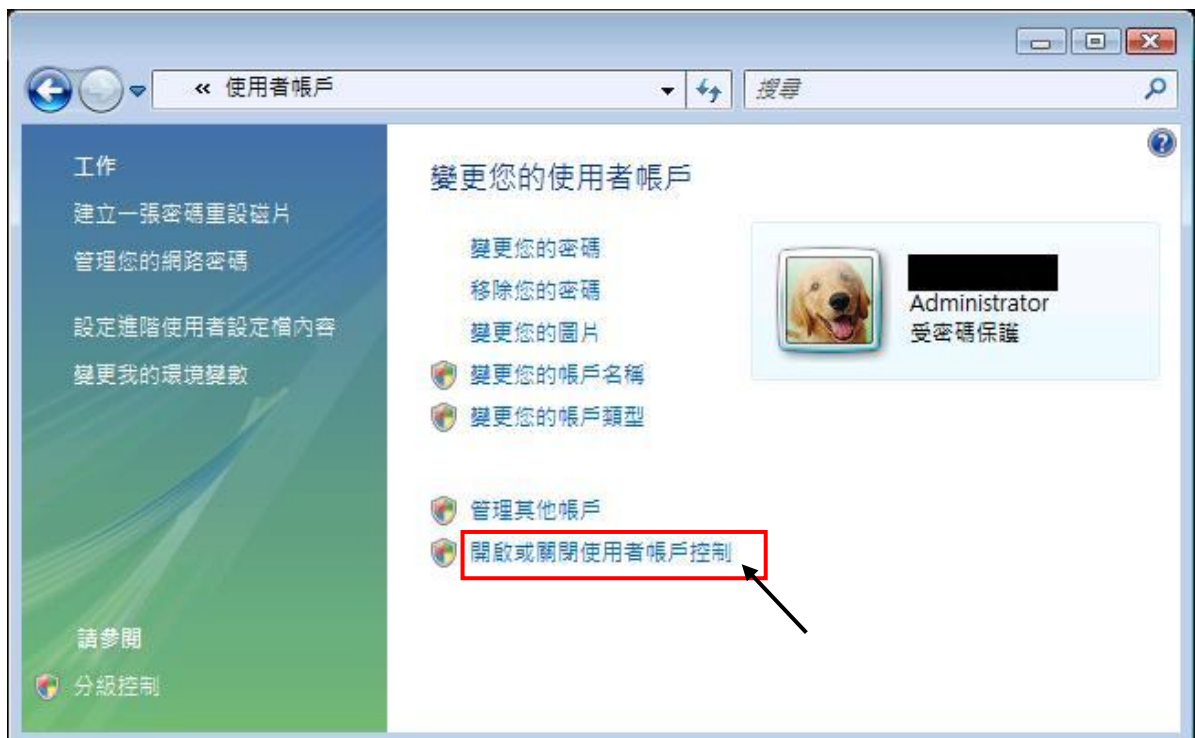 « 使用者帳戶
搜尋
工作
建立一張密碼重設磁片
管理您的網路密碼
設定進階使用者設定檔內容
變更我的環境變數
請參閱
分級控制
變更您的使用者帳戶
變更您的密碼
移除您的密碼
變更您的圖片
變更您的帳戶名稱
變更您的帳戶類型
管理其他帳戶
開啟或關閉使用者帳戶控制
Administrator
受密碼保護